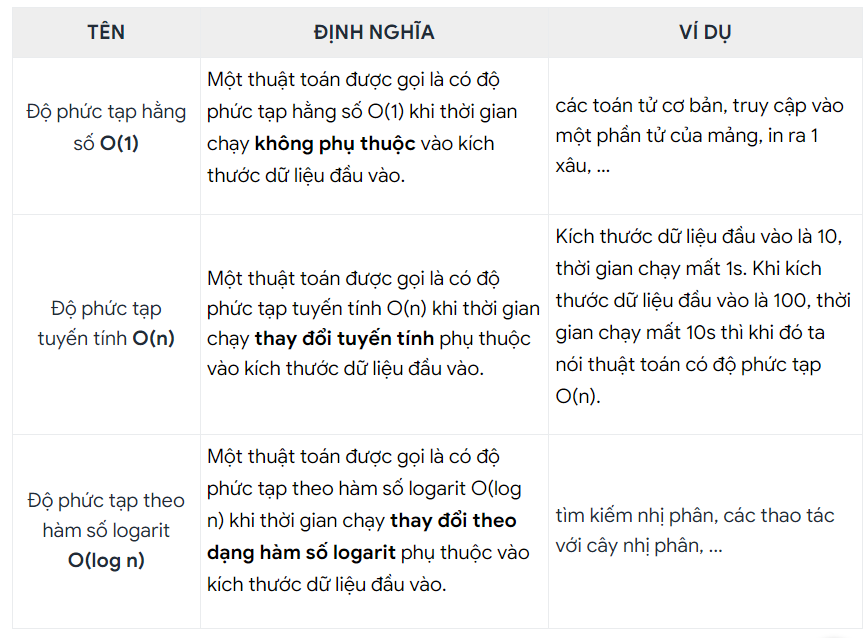 TÊN
ĐỊNH NGHĨA
VÍ DỤ
Độ phức tạp hằng
số O(1)
Một thuật toán được gọi là có độ
phức tạp hằng số O(1) khi thời gian
chạy không phụ thuộc vào kích
thước dữ liệu đầu vào.
các toán tử cơ bản, truy cập vào
một phần tử của mảng, in ra 1
xâu, ...
Độ phức tạp
tuyến tính O(n)
Một thuật toán được gọi là có độ
phức tạp tuyến tính O(n) khi thời gian
chạy thay đổi tuyến tính phụ thuộc
vào kích thước dữ liệu đầu vào.
Kích thước dữ liệu đầu vào là 10,
thời gian chạy mất 1s. Khi kích
thước dữ liệu đầu vào là 100, thời
gian chạy mất 10s thì khi đó ta
nói thuật toán có độ phức tạp
O(n).
Độ phức tạp theo
hàm số logarit
O(log n)
Một thuật toán được gọi là có độ
phức tạp theo hàm số logarit O(log
n) khi thời gian chạy thay đổi theo
dạng hàm số logarit phụ thuộc vào
kích thước dữ liệu đầu vào.
tìm kiếm nhị phân, các thao tác
với cây nhị phân, ...